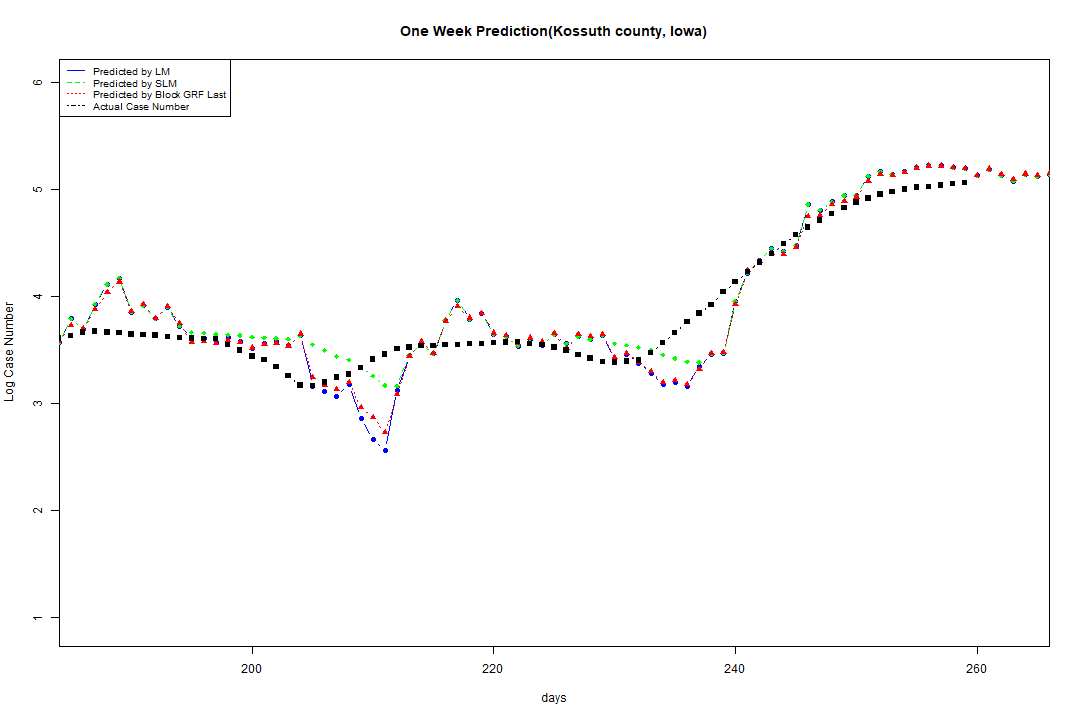 One Week Prediction(Kossuth county, Iowa)
Predicted by LM
Predicted by SLM
Predicted by Block GRF Last
Actual Case Number
6
5
4
3
2
1
Log Case Number
200 220 240 260
days